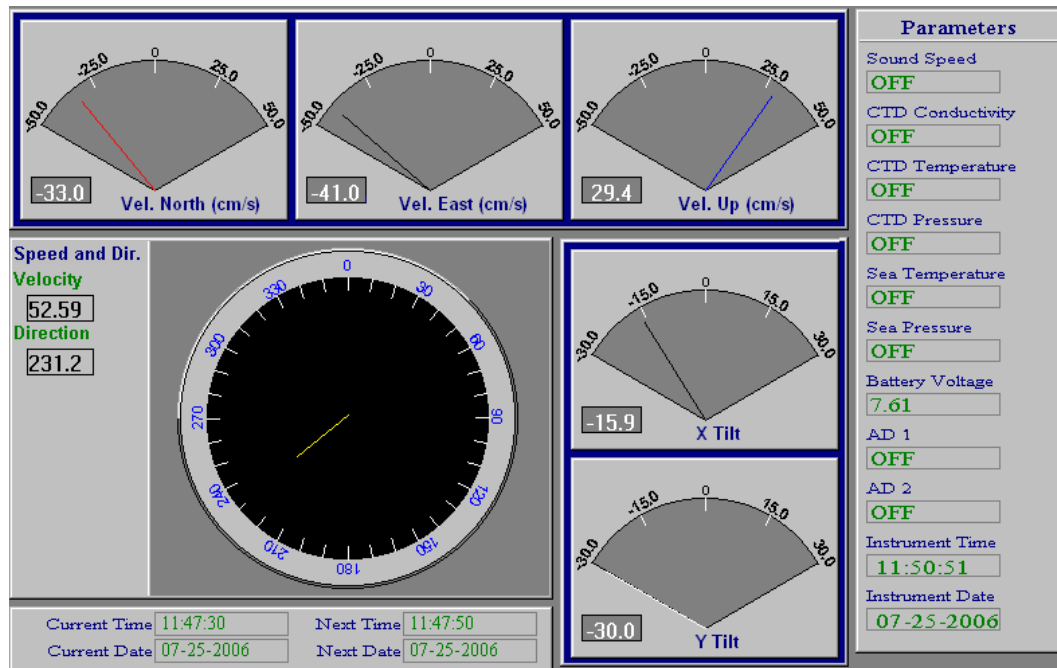 -50.0 -25.0 0 25.0 50.0
-33.0
Vel. North (cm/s)
-50.0 -25.0 0 25.0 50.0
-41.0
Vel. East (cm/s)
-50.0 -25.0 0 25.0 50.0
29.4
Vel. Up (cm/s)
Speed and Dir.
Velocity
52.59
Direction
231.2
0 30 60 90 120 150 180 210 240 270 300 330
-30.0 -15.0 0 15.0 30.0
-15.9
X Tilt
-30.0 -15.0 0 15.0 30.0
-30.0
Y Tilt
Current Time 11:47:30 Next Time 11:47:50
Current Date 07-25-2006 Next Date 07-25-2006
Parameters
Sound Speed
OFF
CTD Conductivity
OFF
CTD Temperature
OFF
CTD Pressure
OFF
Sea Temperature
OFF
Sea Pressure
OFF
Battery Voltage
7.61
AD 1
OFF
AD 2
OFF
Instrument Time
11:50:51
Instrument Date
07-25-2006